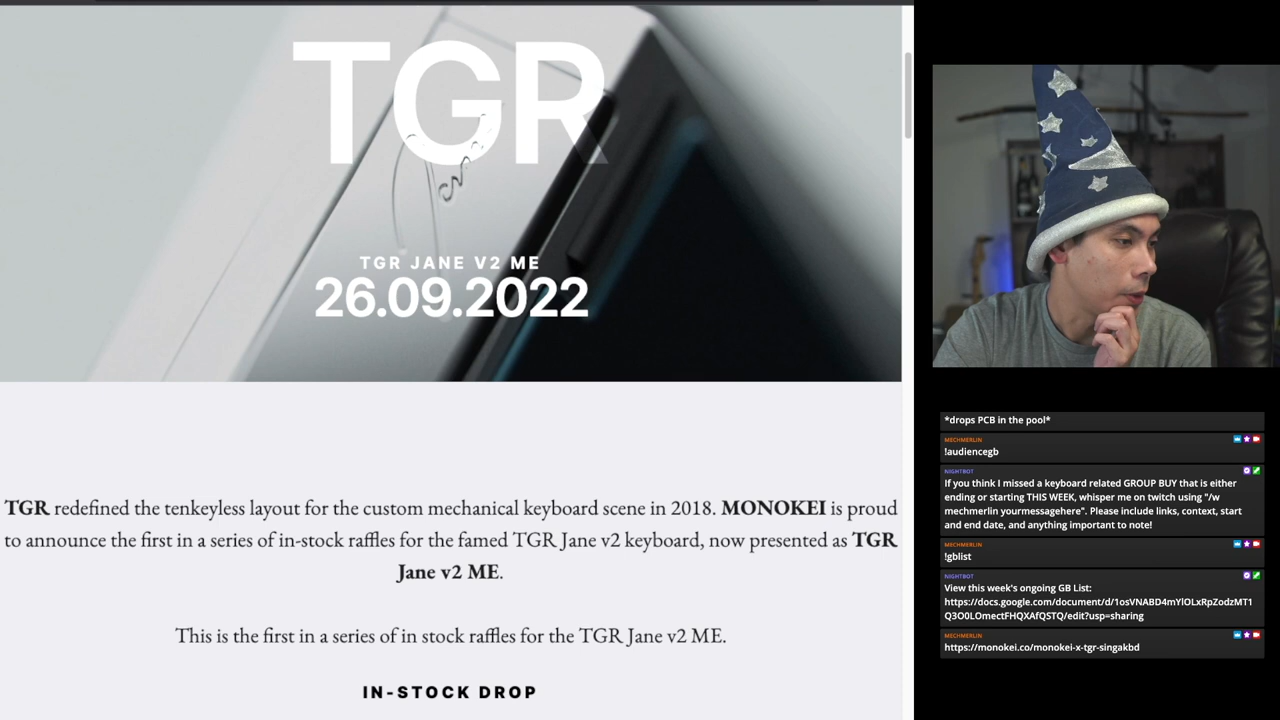 TGR
TGR JANE V2 ME
26.09.2022
TGR redefined the tenkeyless layout for the custom mechanical keyboard scene in 2018. MONOKEI is proud
to announce the first in a series of in-stock raffles for the famed TGR Jane v2 keyboard, now presented as TGR
Jane v2 ME.
This is the first in a series of in stock raffles for the TGR Jane v2 ME.
IN-STOCK DROP
*drops PCB in the pool*
MECHMERLIN
!audiencegb
NIGHTBOT
If you think I missed a keyboard related GROUP BUY that is either
ending or starting THIS WEEK, whisper me on twitch using "/w
mechmerlin yourmessagehere". Please include links, context, start
and end date, and anything important to note!
MECHMERLIN
!gblist
NIGHTBOT
View this week's ongoing GB List:
https://docs.google.com/document/d/1osVNABD4mYlOLxRpZodzMT1
Q3O0LOmectFHQXAfQSTQ/edit?usp=sharing
MECHMERLIN
https://monokei.co/monokei-x-tgr-singakbd